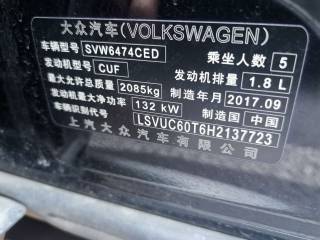 大众汽车(VOLKSWAGEN)
车辆型号 SVW6474CED 乘坐人数 5
发动机型号 CUF 发动机排量 1.8 L
最大允许总质量 2085kg 制造年月 2017.09
发动机最大净功率 132 kW 制造国 中国
车辆识别代号 LSVUC60T6H2137723
上汽大众汽车有限公司